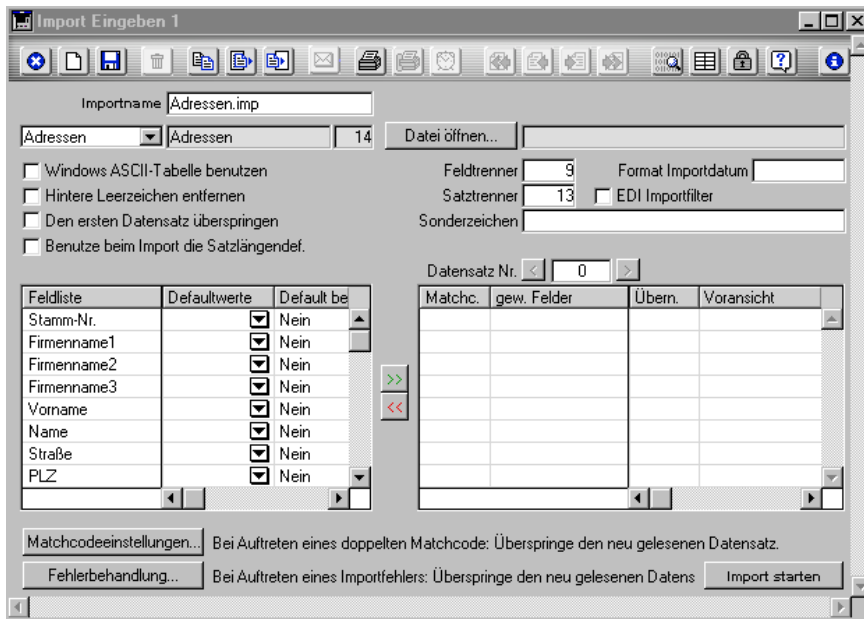 Import Eingeben 1
Importname Adressen.imp
Adressen Adressen 14 Datei öffnen...
Windows ASCII-Tabelle benutzen Feldtrenner 9 Format Importdatum
Hintere Leerzeichen entfernen Satztrenner 13 EDI Importfilter
Den ersten Datensatz überspringen Sonderzeichen
Benutze beim Import die Satzlängendef.
Datensatz Nr. < 0 >
Feldliste Defaultwerte Default be Matchc. gew. Felder Übern. Voransicht
Stamm-Nr. Nein
Firmenname1 Nein
Firmenname2 Nein
Firmenname3 Nein
>>
Vorname Nein
<<
Name Nein
Straße Nein
PLZ Nein
Matchcodeeinstellungen... Bei Auftreten eines doppelten Matchcode: Überspringe den neu gelesenen Datensatz.
Fehlerbehandlung... Bei Auftreten eines Importfehlers: Überspringe den neu gelesenen Datens Import starten